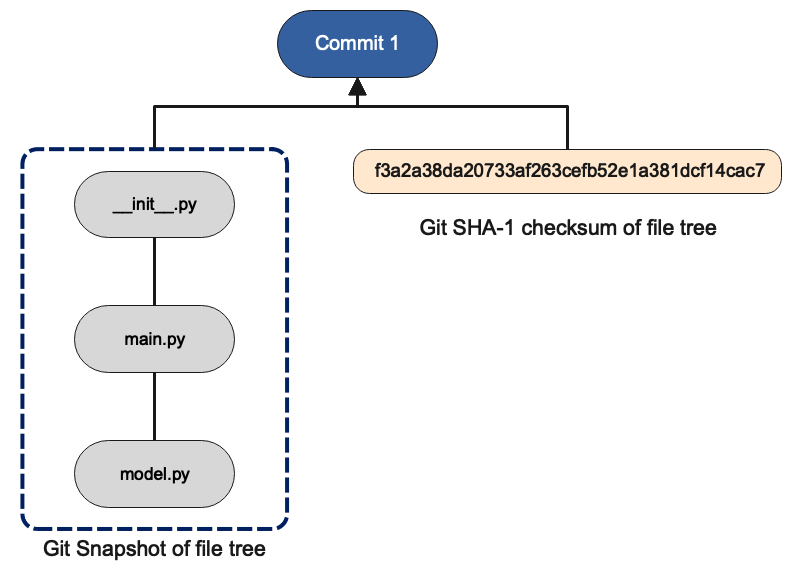 Commit 1
__init__.py
f3a2a38da20733af263cefb52e1a381dcf14cac7
Git SHA-1 checksum of file tree
main.py
model.py
Git Snapshot of file tree